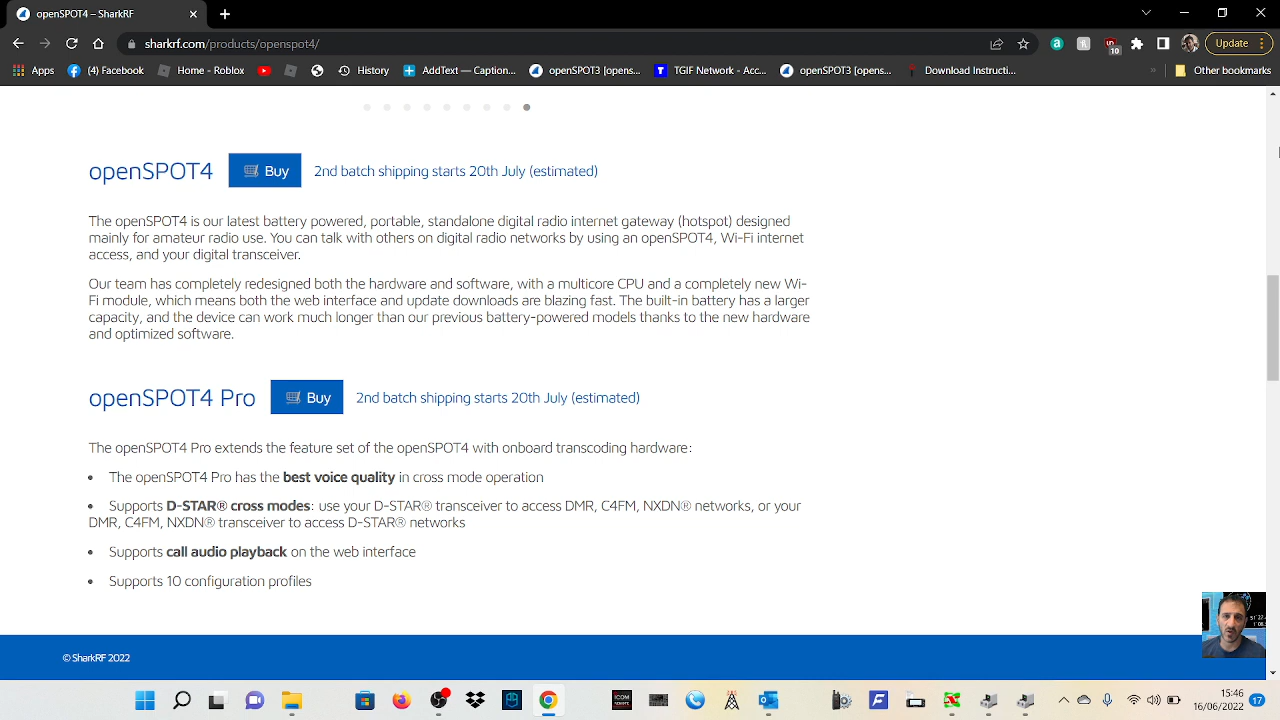 openSPOT4 – SharkRF
sharkrf.com/products/openspot4/
10
Update
Apps
(4) Facebook
Home - Roblox
History
AddText — Caption...
openSPOT3 [opens...
T
TGIF Network - Acc...
openSPOT3 [opens...
Download Instructi...
»
Other bookmarks
openSPOT4 Buy 2nd batch shipping starts 20th July (estimated)
The openSPOT4 is our latest battery powered, portable, standalone digital radio internet gateway (hotspot) designed
mainly for amateur radio use. You can talk with others on digital radio networks by using an openSPOT4, Wi-Fi internet
access, and your digital transceiver.
Our team has completely redesigned both the hardware and software, with a multicore CPU and a completely new Wi-
Fi module, which means both the web interface and update downloads are blazing fast. The built-in battery has a larger
capacity, and the device can work much longer than our previous battery-powered models thanks to the new hardware
and optimized software.
openSPOT4 Pro Buy 2nd batch shipping starts 20th July (estimated)
The openSPOT4 Pro extends the feature set of the openSPOT4 with onboard transcoding hardware:
• The openSPOT4 Pro has the best voice quality in cross mode operation
• Supports D-STAR® cross modes: use your D-STAR® transceiver to access DMR, C4FM, NXDN® networks, or your
DMR, C4FM, NXDN® transceiver to access D-STAR® networks
• Supports call audio playback on the web interface
• Supports 10 configuration profiles
© SharkRF 2022
15:46
16/06/2022
17